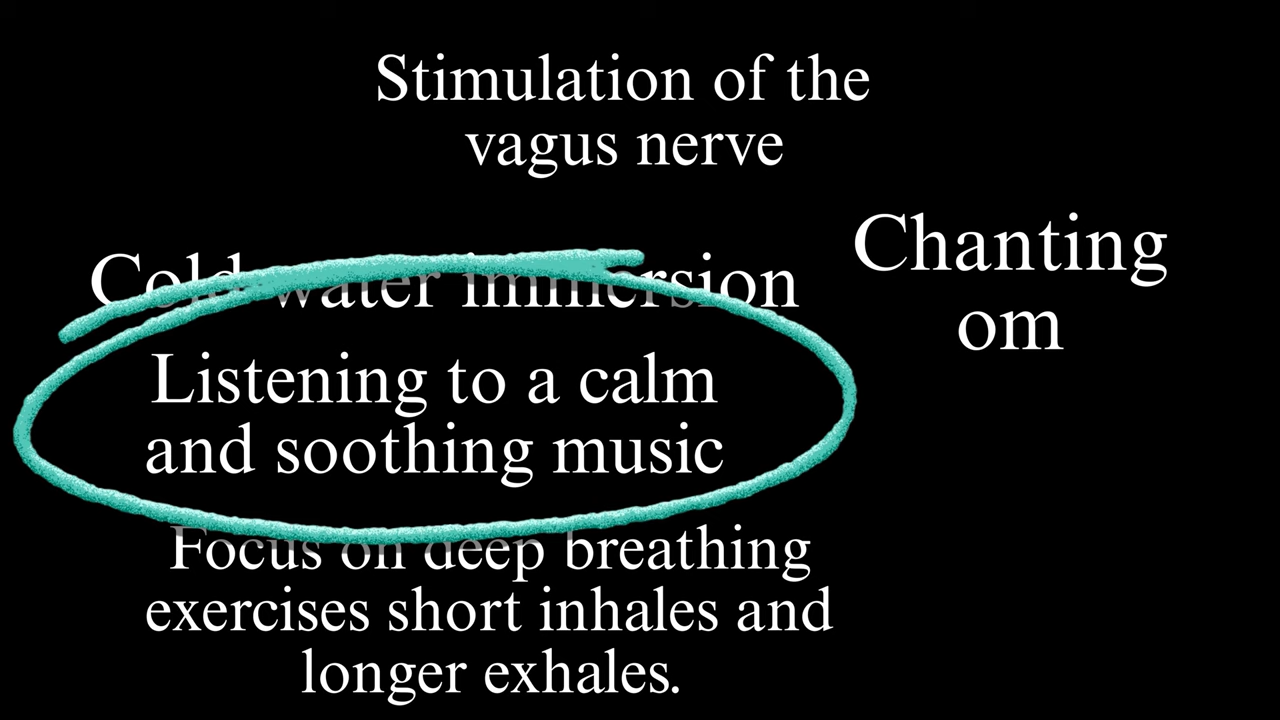 Stimulation of the
vagus nerve
Cold water immersion
Chanting
om
Listening to a calm
and soothing music
Focus on deep breathing
exercises short inhales and
longer exhales.